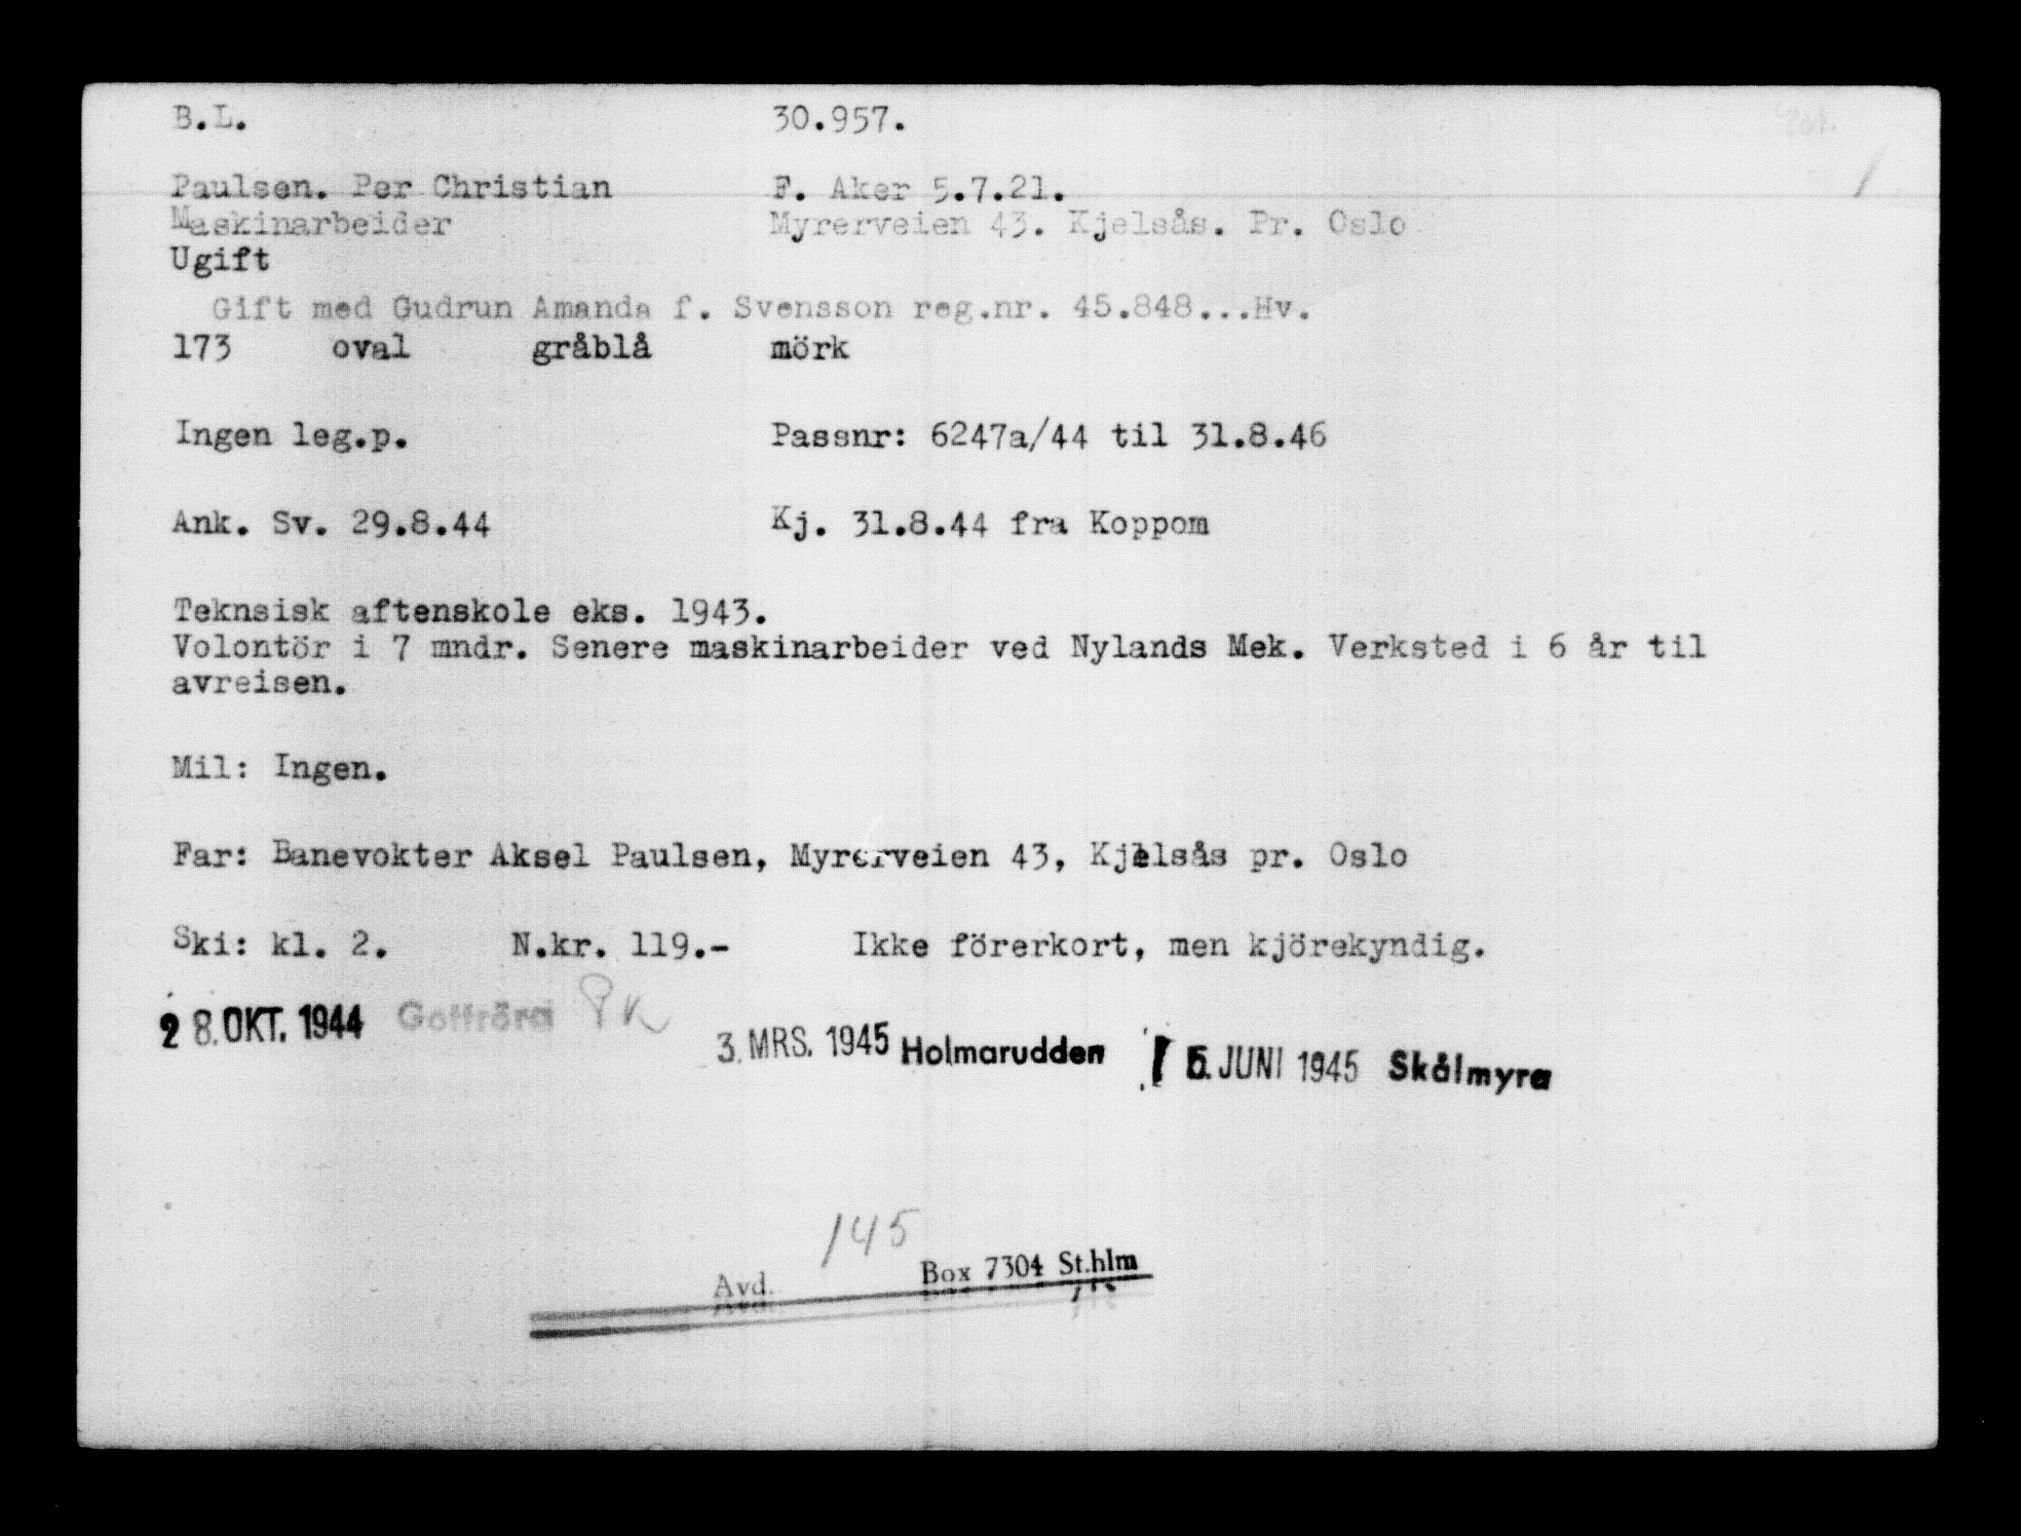 B.L. 30.957.
Paulsen. Per Christian F. Aker 5.7.21.
Maskinarbeider Myrerveien 43. Kjelsås. Pr. Oslo
Ugift
Gift med Gudrun Amanda f. Svensson reg.nr. 45.848...Hv.
173 oval gråblå mörk
Ingen leg.p. Passnr: 6247a/44 til 31.8.46
Ank. Sv. 29.8.44 Kj. 31.8.44 fra Koppom
Teknsisk aftenskole eks. 1943.
Volontör i 7 mndr. Senere maskinarbeider ved Nylands Mek. Verksted i 6 år til
avreisen.
Mil: Ingen.
Far: Banevokter Aksel Paulsen, Myrerveien 43, Kjelsås pr. Oslo
Ski: kl. 2. N.kr. 119.- Ikke förerkort, men kjörekyndig.
28. OKT. 1944 Gottröra
3. MRS. 1945 Holmarudden 15. JUNI 1945 Skålmyra
145
Avd. Box 7304 St.hlm